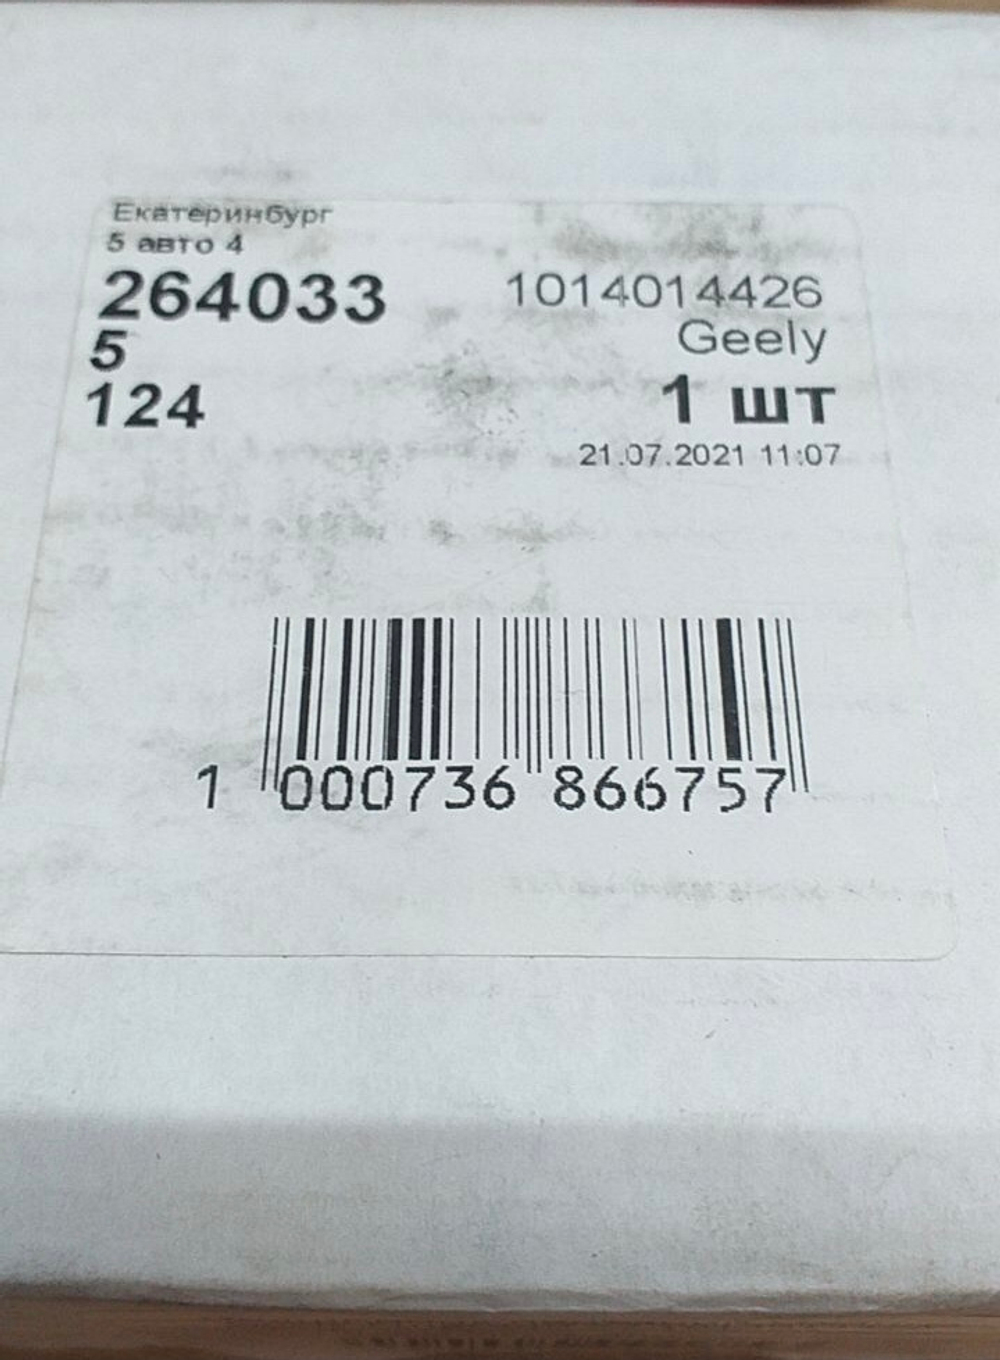 Екатеринбург
5 авто 4
264033 1014014426
5 Geely
124 1 шт
21.07.2021 11:07
1 000736 866757